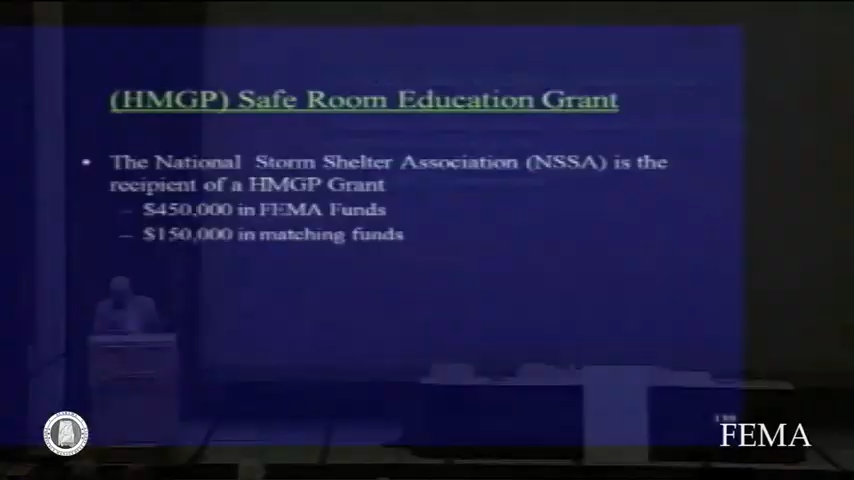 (HMGP) Safe Room Education Grant
• The National Storm Shelter Association (NSSA) is the
recipient of a HMGP Grant
– $450,000 in FEMA Funds
– $150,000 in matching funds
FEMA